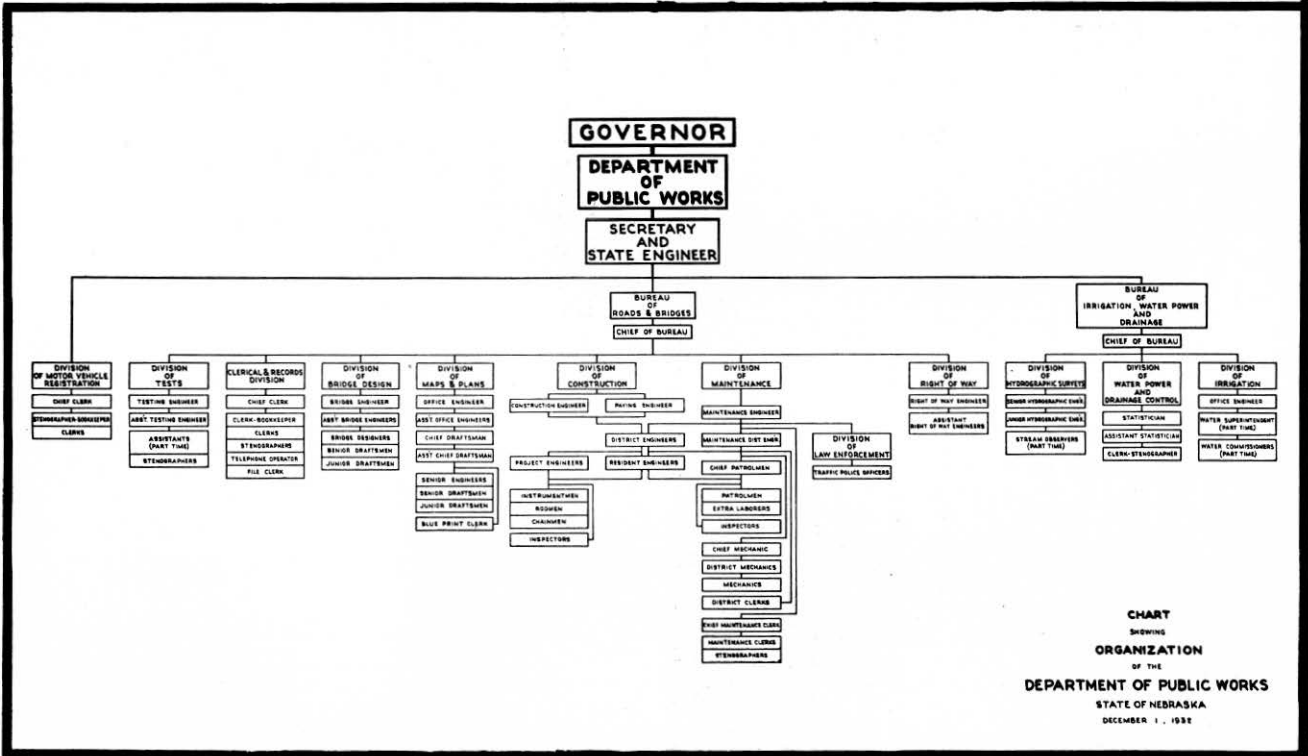 GOVERNOR
DEPARTMENT
OF
PUBLIC WORKS
SECRETARY
AND
STATE ENGINEER
BUREAU
OF
ROADS & BRIDGES
CHIEF OF BUREAU
BUREAU
OF
IRRIGATION, WATER POWER
AND
DRAINAGE
CHIEF OF BUREAU
DIVISION
OF MOTOR VEHICLE
REGISTRATION
CHIEF CLERK
STENOGRAPHER-BOOKKEEPER
CLERKS
DIVISION
OF
TESTS
TESTING ENGINEER
ASST TESTING ENGINEER
ASSISTANTS
(PART TIME)
STENOGRAPHERS
CLERICAL & RECORDS
DIVISION
CHIEF CLERK
CLERK-BOOKKEEPER
CLERKS
STENOGRAPHERS
TELEPHONE OPERATOR
FILE CLERK
DIVISION
OF
BRIDGE DESIGN
BRIDGE ENGINEER
ASST BRIDGE ENGINEERS
BRIDGE DESIGNERS
SENIOR DRAFTSMEN
JUNIOR DRAFTSMEN
DIVISION
OF
MAPS & PLANS
OFFICE ENGINEER
ASST. OFFICE ENGINEERS
CHIEF DRAFTSMAN
ASST CHIEF DRAFTSMAN
SENIOR ENGINEERS
SENIOR DRAFTSMEN
JUNIOR DRAFTSMEN
BLUE PRINT CLERK
DIVISION
OF
CONSTRUCTION
CONSTRUCTION ENGINEER
PAVING ENGINEER
DISTRICT ENGINEERS
PROJECT ENGINEERS
RESIDENT ENGINEERS
INSTRUMENTMEN
RODMEN
CHAINMEN
INSPECTORS
DIVISION
OF
MAINTENANCE
MAINTENANCE ENGINEER
MAINTENANCE DIST ENGR.
CHIEF PATROLMEN
PATROLMEN
EXTRA LABORERS
INSPECTORS
CHIEF MECHANIC
DISTRICT MECHANICS
MECHANICS
DISTRICT CLERKS
CHIEF MAINTENANCE CLERK
MAINTENANCE CLERKS
STENOGRAPHERS
DIVISION
OF
LAW ENFORCEMENT
TRAFFIC POLICE OFFICERS
DIVISION
OF
RIGHT OF WAY
RIGHT OF WAY ENGINEER
ASSISTANT
RIGHT OF WAY ENGINEERS
DIVISION
OF
HYDROGRAPHIC SURVEYS
SENIOR HYDROGRAPHIC ENGR.
JUNIOR HYDROGRAPHIC ENGR.
STREAM OBSERVERS
(PART TIME)
DIVISION
OF
WATER POWER
AND
DRAINAGE CONTROL
STATISTICIAN
ASSISTANT STATISTICIAN
CLERK-STENOGRAPHER
DIVISION
OF
IRRIGATION
OFFICE ENGINEER
WATER SUPERINTENDENT
(PART TIME)
WATER COMMISSIONERS
(PART TIME)
CHART
SHOWING
ORGANIZATION
OF THE
DEPARTMENT OF PUBLIC WORKS
STATE OF NEBRASKA
DECEMBER 1, 1932